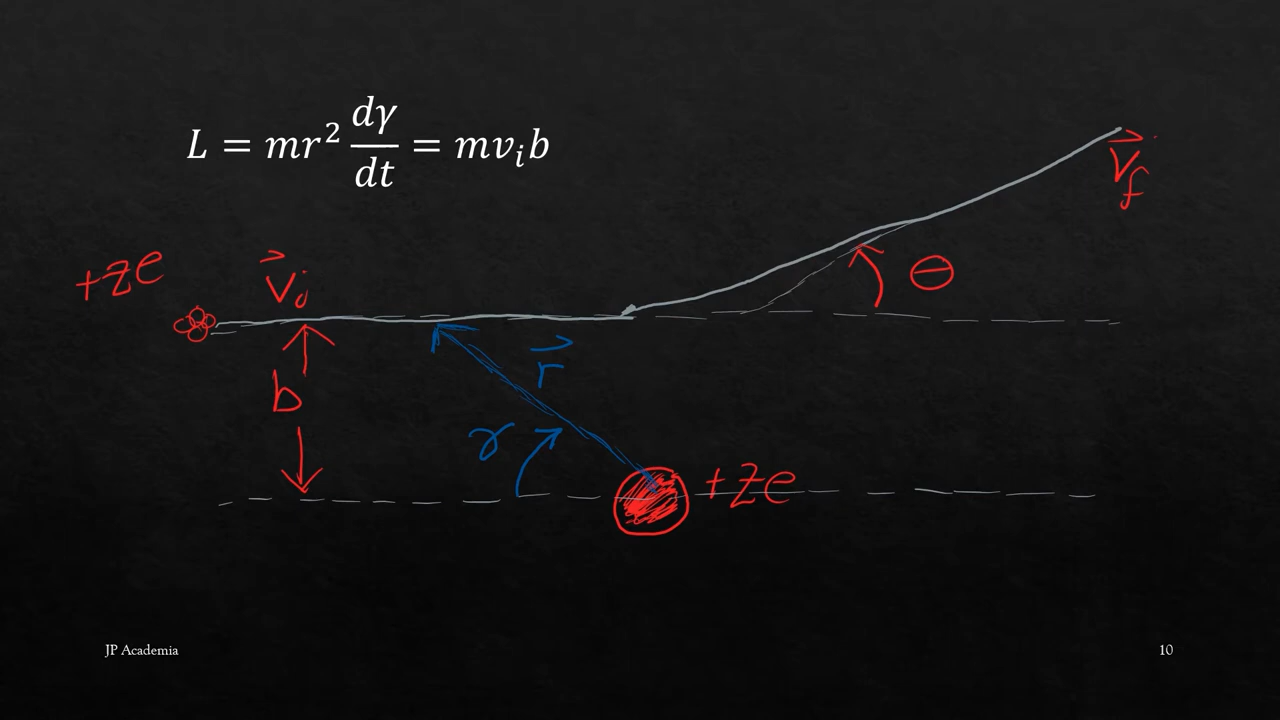 L = mr² dγ/dt = mvᵢb
+ze
v⃗ᵢ
v⃗f
θ
b
r⃗
γ
+Ze
JP Academia
10